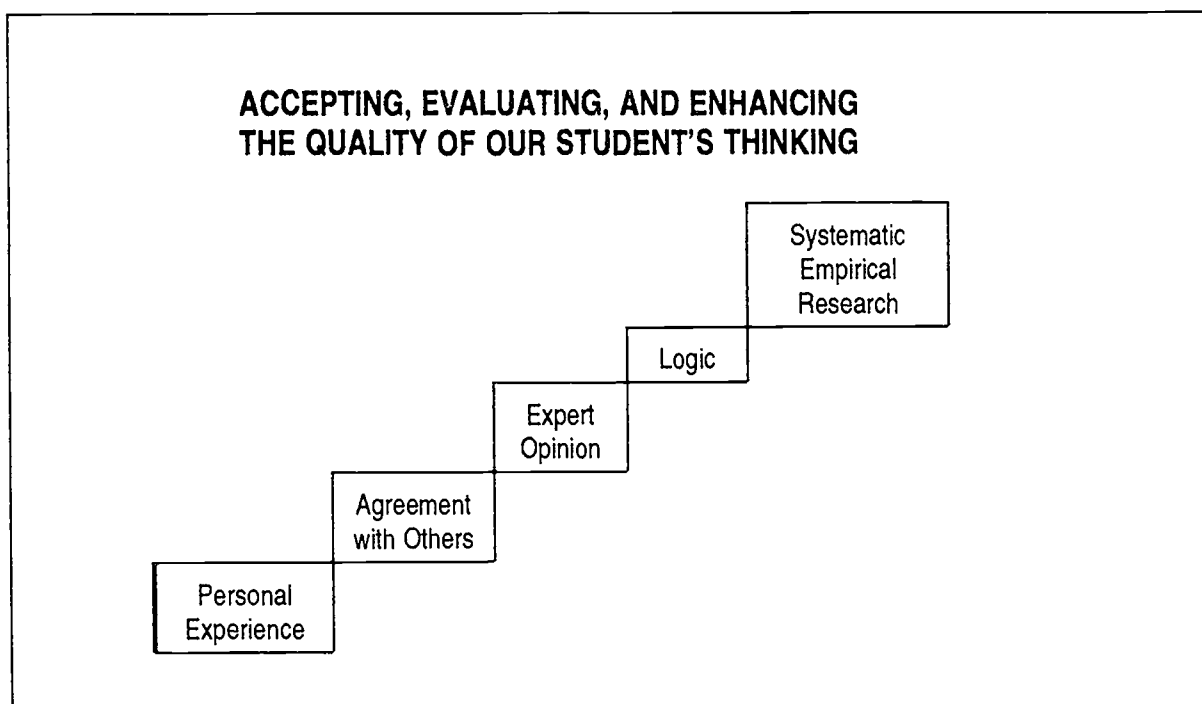 ACCEPTING, EVALUATING, AND ENHANCING
THE QUALITY OF OUR STUDENT'S THINKING
Systematic
Empirical
Research
Logic
Expert
Opinion
Agreement
with Others
Personal
Experience